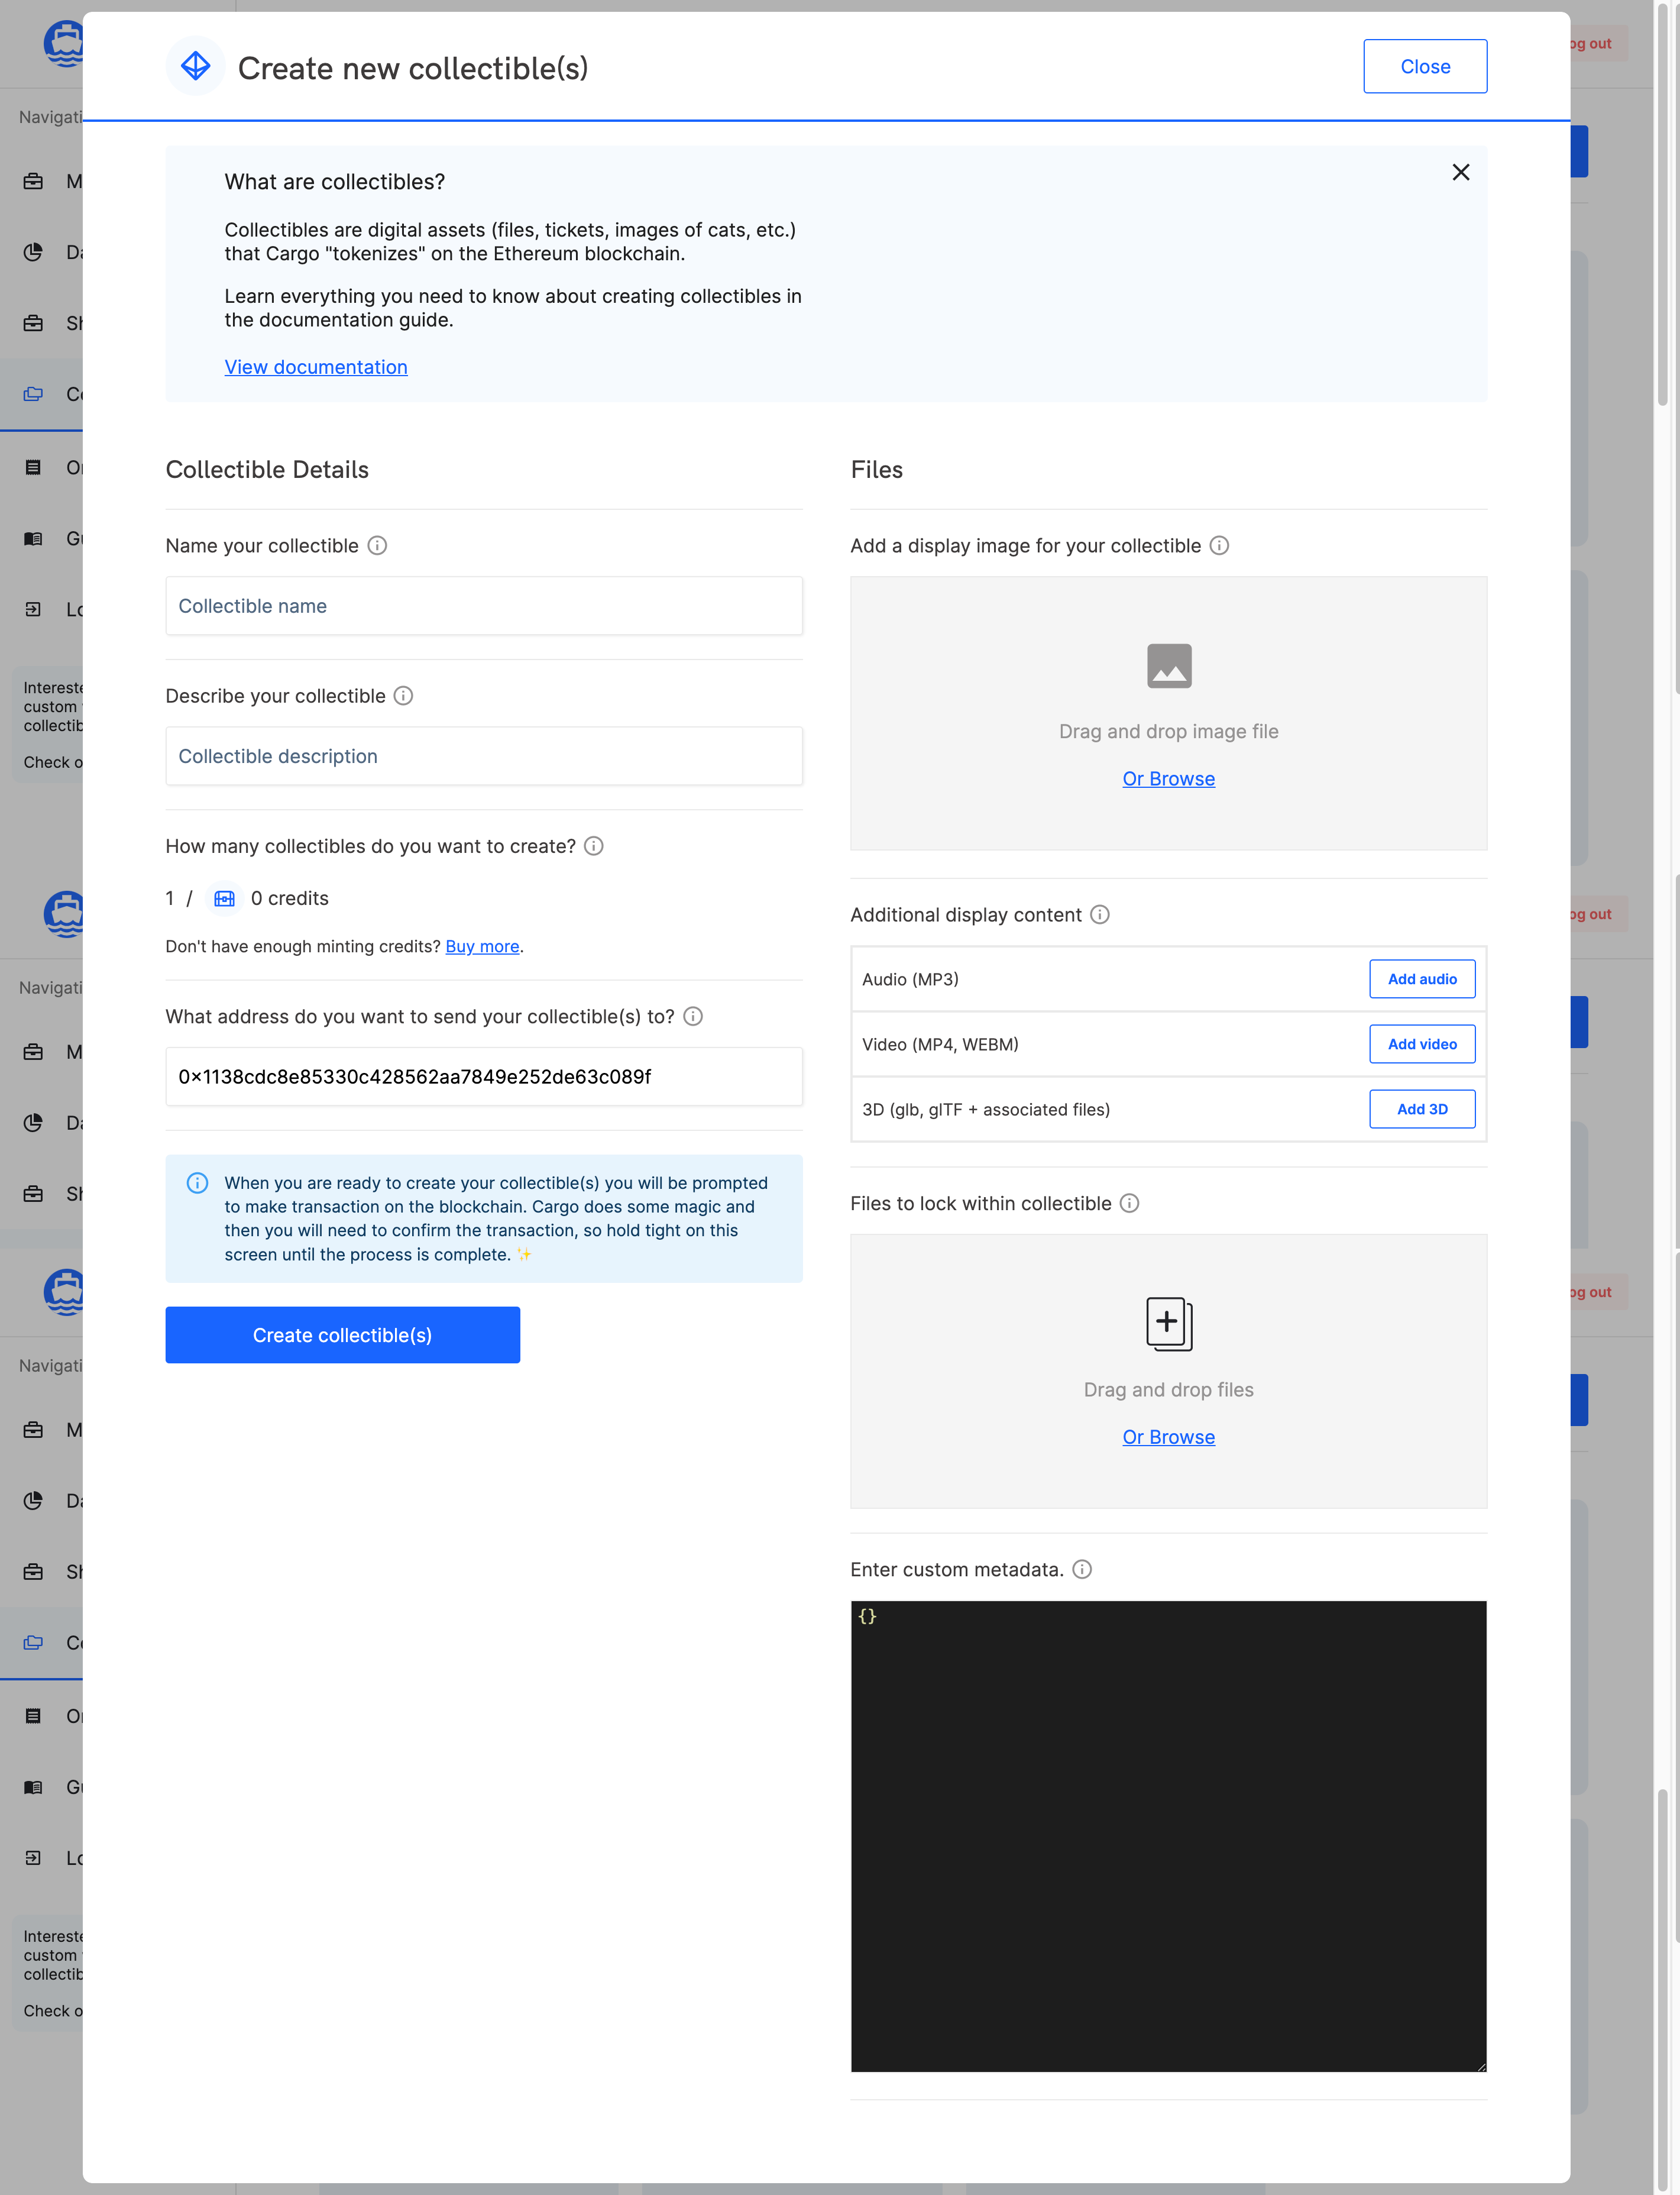 Create new collectible(s)
Close
What are collectibles?
Collectibles are digital assets (files, tickets, images of cats, etc.)
that Cargo "tokenizes" on the Ethereum blockchain.
Learn everything you need to know about creating collectibles in
the documentation guide.
View documentation
Collectible Details
Name your collectible
Collectible name
Describe your collectible
Collectible description
How many collectibles do you want to create?
1 / 0 credits
Don't have enough minting credits? Buy more.
What address do you want to send your collectible(s) to?
0x1138cdc8e85330c428562aa7849e252de63c089f
When you are ready to create your collectible(s) you will be prompted
to make transaction on the blockchain. Cargo does some magic and
then you will need to confirm the transaction, so hold tight on this
screen until the process is complete. ✨
Create collectible(s)
Files
Add a display image for your collectible
Drag and drop image file
Or Browse
Additional display content
Audio (MP3)
Add audio
Video (MP4, WEBM)
Add video
3D (glb, glTF + associated files)
Add 3D
Files to lock within collectible
Drag and drop files
Or Browse
Enter custom metadata.
{}
custom
Check
out
out
custom
Check
out